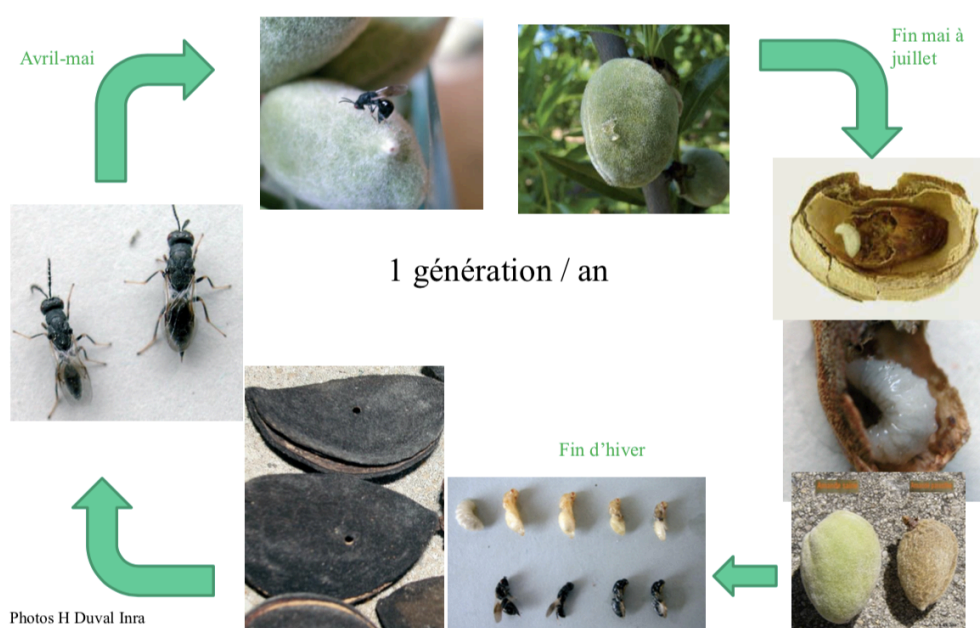 Avril-mai
Fin mai à
juillet
1 génération / an
Fin d’hiver
Photos H Duval Inra